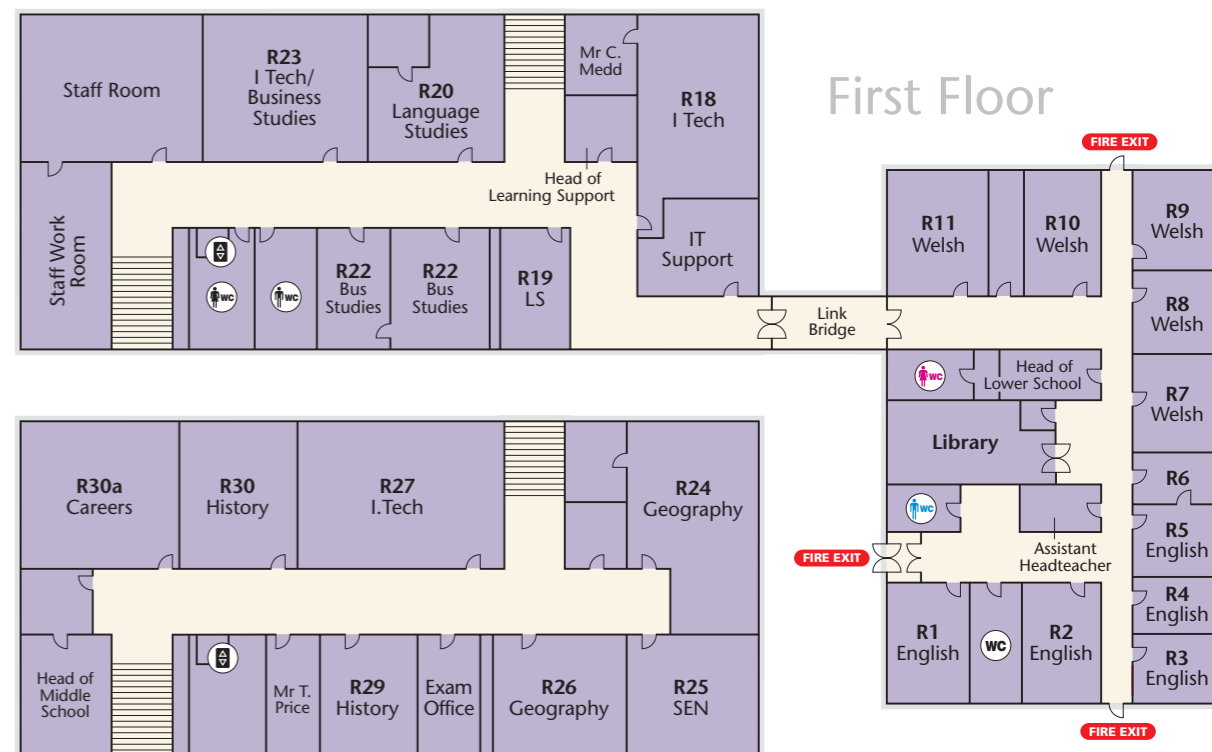 First Floor
Staff Room
R23
I Tech/
Business
Studies
R20
Language
Studies
Mr C.
Medd
R18
I Tech
Head of
Learning Support
Staff Work
Room
WC
WC
R22
Bus
Studies
R22
Bus
Studies
R19
LS
IT
Support
Link
Bridge
FIRE EXIT
R11
Welsh
R10
Welsh
R9
Welsh
R8
Welsh
R7
Welsh
WC
Head of
Lower School
Library
R6
WC
Assistant
Headteacher
R5
English
FIRE EXIT
R4
English
R1
English
WC
R2
English
R3
English
FIRE EXIT
R30a
Careers
R30
History
R27
I.Tech
R24
Geography
Head of
Middle
School
Mr T.
Price
R29
History
Exam
Office
R26
Geography
R25
SEN